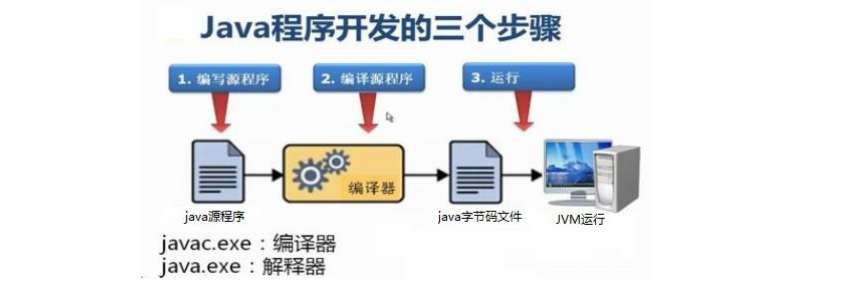 Java程序开发的三个步骤
1. 编写源程序
2. 编译源程序
3. 运行
编译器
java源程序
java字节码文件
JVM运行
javac.exe：编译器
java.exe：解释器